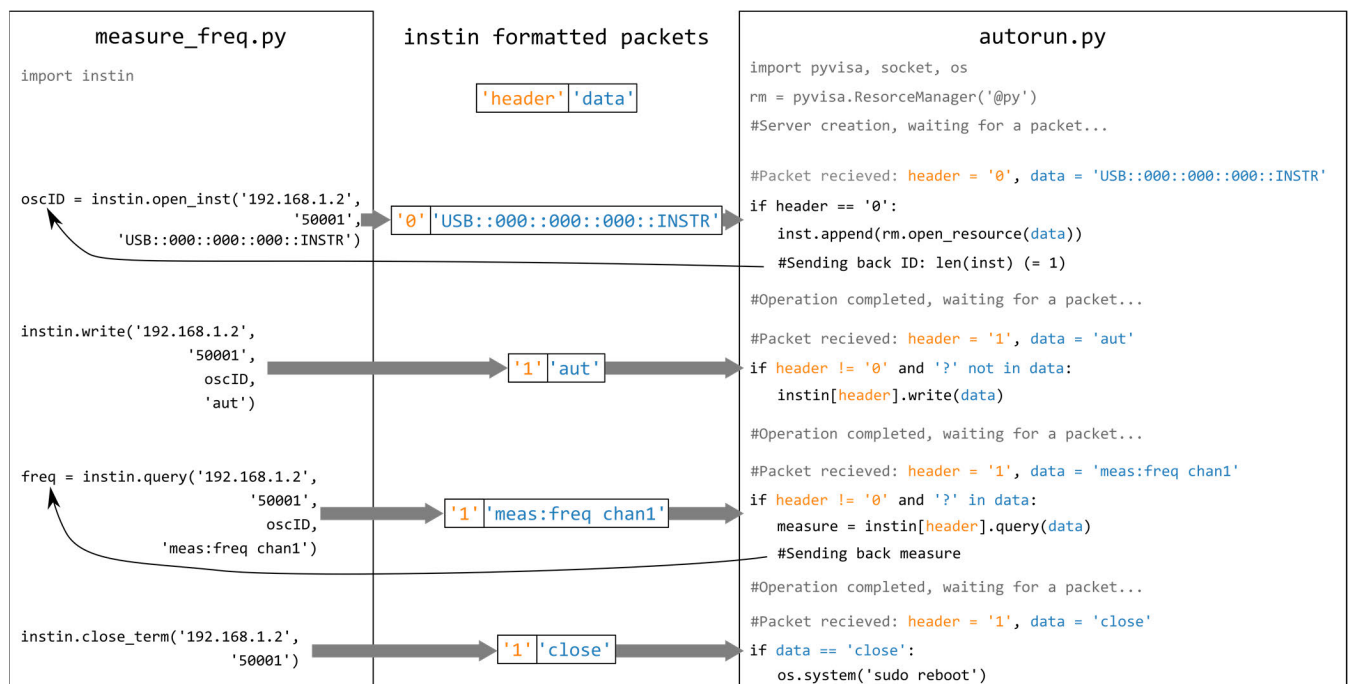 measure_freq.py
import instin
oscID = instin.open_inst('192.168.1.2',
'50001',
'USB::000::000::000::INSTR')
instin.write('192.168.1.2',
'50001',
oscID,
'aut')
freq = instin.query('192.168.1.2',
'50001',
oscID,
'meas:freq chan1')
instin.close_term('192.168.1.2',
'50001')
instin formatted packets
'header' 'data'
'0' 'USB::000::000::000::INSTR'
'1' 'aut'
'1' 'meas:freq chan1'
'1' 'close'
autorun.py
import pyvisa, socket, os
rm = pyvisa.ResorceManager('@py')
#Server creation, waiting for a packet...
#Packet recieved: header = '0', data = 'USB::000::000::000::INSTR'
if header == '0':
inst.append(rm.open_resource(data))
#Sending back ID: len(inst) (= 1)
#Operation completed, waiting for a packet...
#Packet recieved: header = '1', data = 'aut'
if header != '0' and '?' not in data:
instin[header].write(data)
#Operation completed, waiting for a packet...
#Packet recieved: header = '1', data = 'meas:freq chan1'
if header != '0' and '?' in data:
measure = instin[header].query(data)
#Sending back measure
#Operation completed, waiting for a packet...
#Packet recieved: header = '1', data = 'close'
if data == 'close':
os.system('sudo reboot')